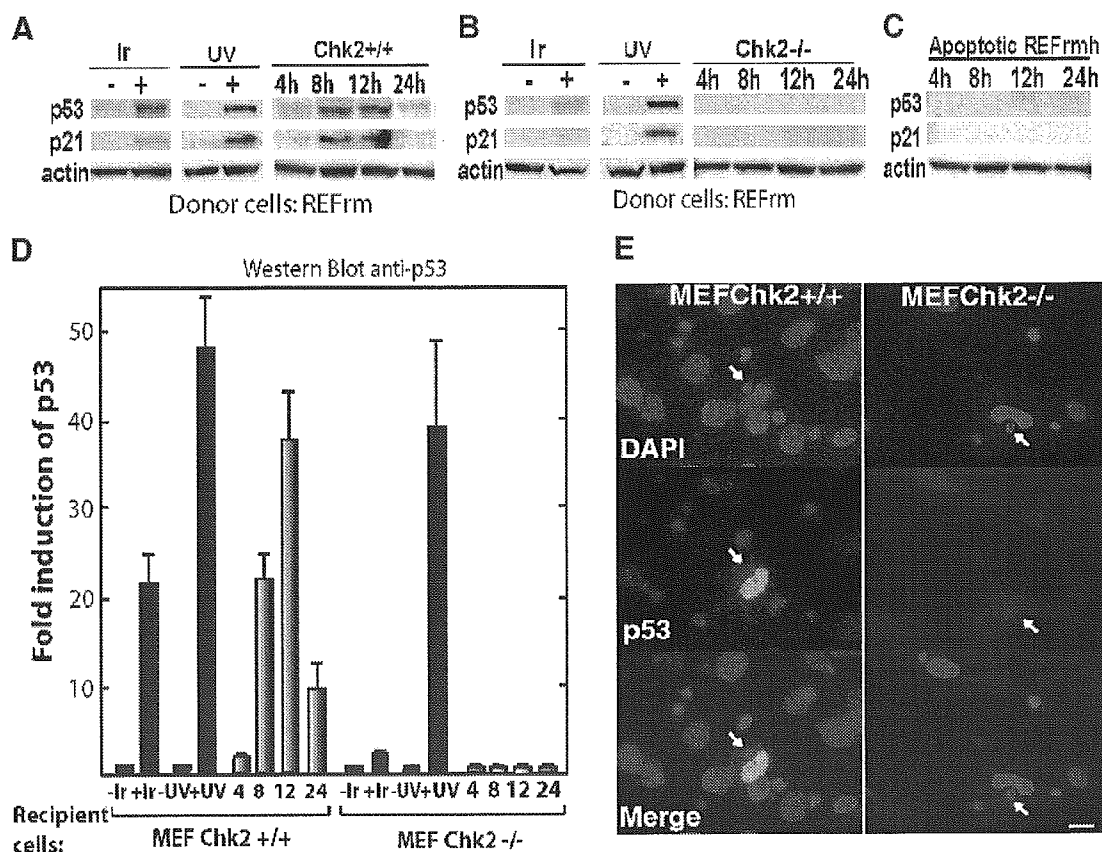 A
Ir UV Chk2+/+
- + - + 4h 8h 12h 24h
p53
p21
actin
Donor cells: REFrm
B
Ir UV Chk2-/-
- + - + 4h 8h 12h 24h
p53
p21
actin
Donor cells: REFrm
C
Apoptotic REFrmh
4h 8h 12h 24h
p53
p21
actin
D
Western Blot anti-p53
Fold induction of p53
50
40
30
20
10
-Ir +Ir -UV +UV 4 8 12 24 -Ir +Ir -UV +UV 4 8 12 24
Recipient
cells:
MEF Chk2 +/+ MEF Chk2 -/-
E
MEFChk2+/+ MEFChk2-/-
DAPI
p53
Merge